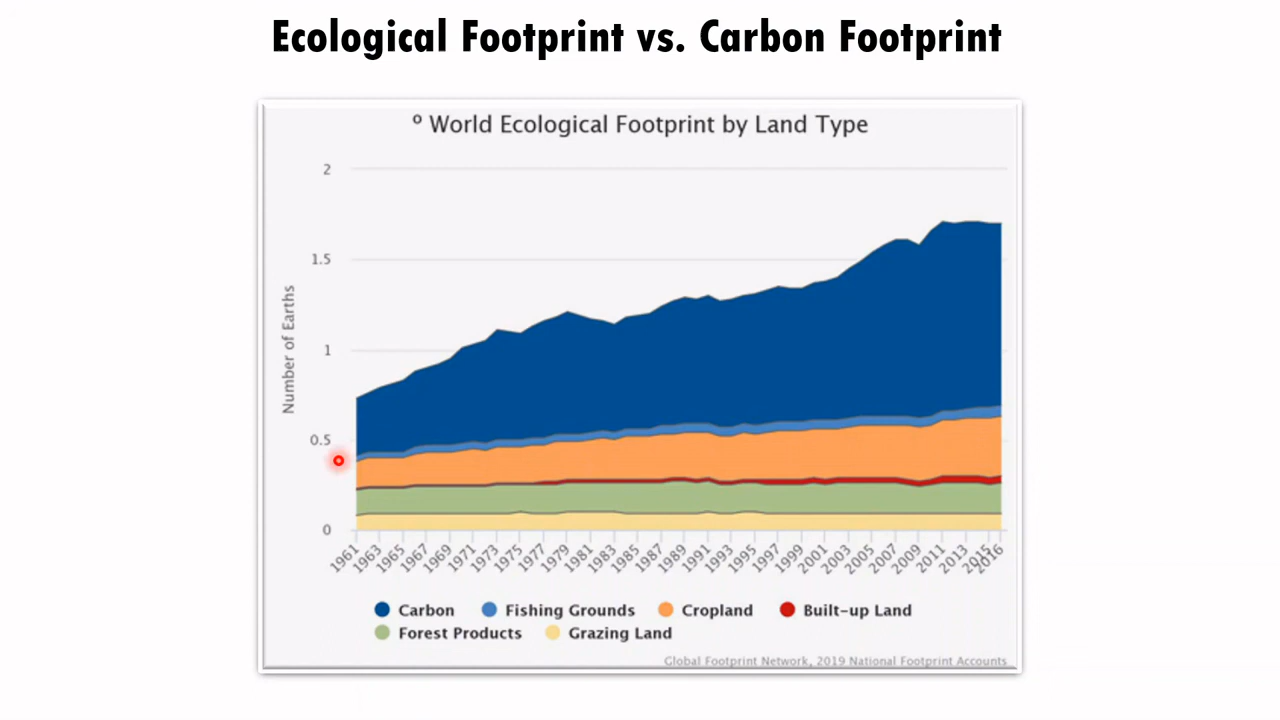 Ecological Footprint vs. Carbon Footprint
º World Ecological Footprint by Land Type
2
1.5
1
0.5
0
Number of Earths
1961 1963 1965 1967 1969 1971 1973 1975 1977 1979 1981 1983 1985 1987 1989 1991 1993 1995 1997 1999 2001 2003 2005 2007 2009 2011 2013 2015 2016
Carbon Fishing Grounds Cropland Built-up Land
Forest Products Grazing Land
Global Footprint Network, 2019 National Footprint Accounts